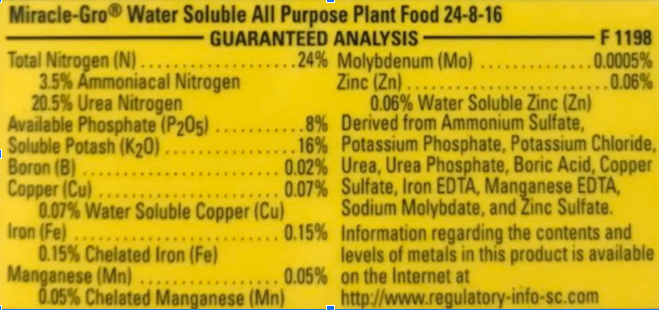 Miracle-Gro® Water Soluble All Purpose Plant Food 24-8-16
GUARANTEED ANALYSIS F 1198
Total Nitrogen (N) .................... 24%
3.5% Ammoniacal Nitrogen
20.5% Urea Nitrogen
Available Phosphate (P₂O₅) ........... 8%
Soluble Potash (K₂O) ................. 16%
Boron (B) ............................ 0.02%
Copper (Cu) .......................... 0.07%
0.07% Water Soluble Copper (Cu)
Iron (Fe) ............................ 0.15%
0.15% Chelated Iron (Fe)
Manganese (Mn) ....................... 0.05%
0.05% Chelated Manganese (Mn)
Molybdenum (Mo) ................ 0.0005%
Zinc (Zn) ........................ 0.06%
0.06% Water Soluble Zinc (Zn)
Derived from Ammonium Sulfate,
Potassium Phosphate, Potassium Chloride,
Urea, Urea Phosphate, Boric Acid, Copper
Sulfate, Iron EDTA, Manganese EDTA,
Sodium Molybdate, and Zinc Sulfate.
Information regarding the contents and
levels of metals in this product is available
on the Internet at
http://www.regulatory-info-sc.com